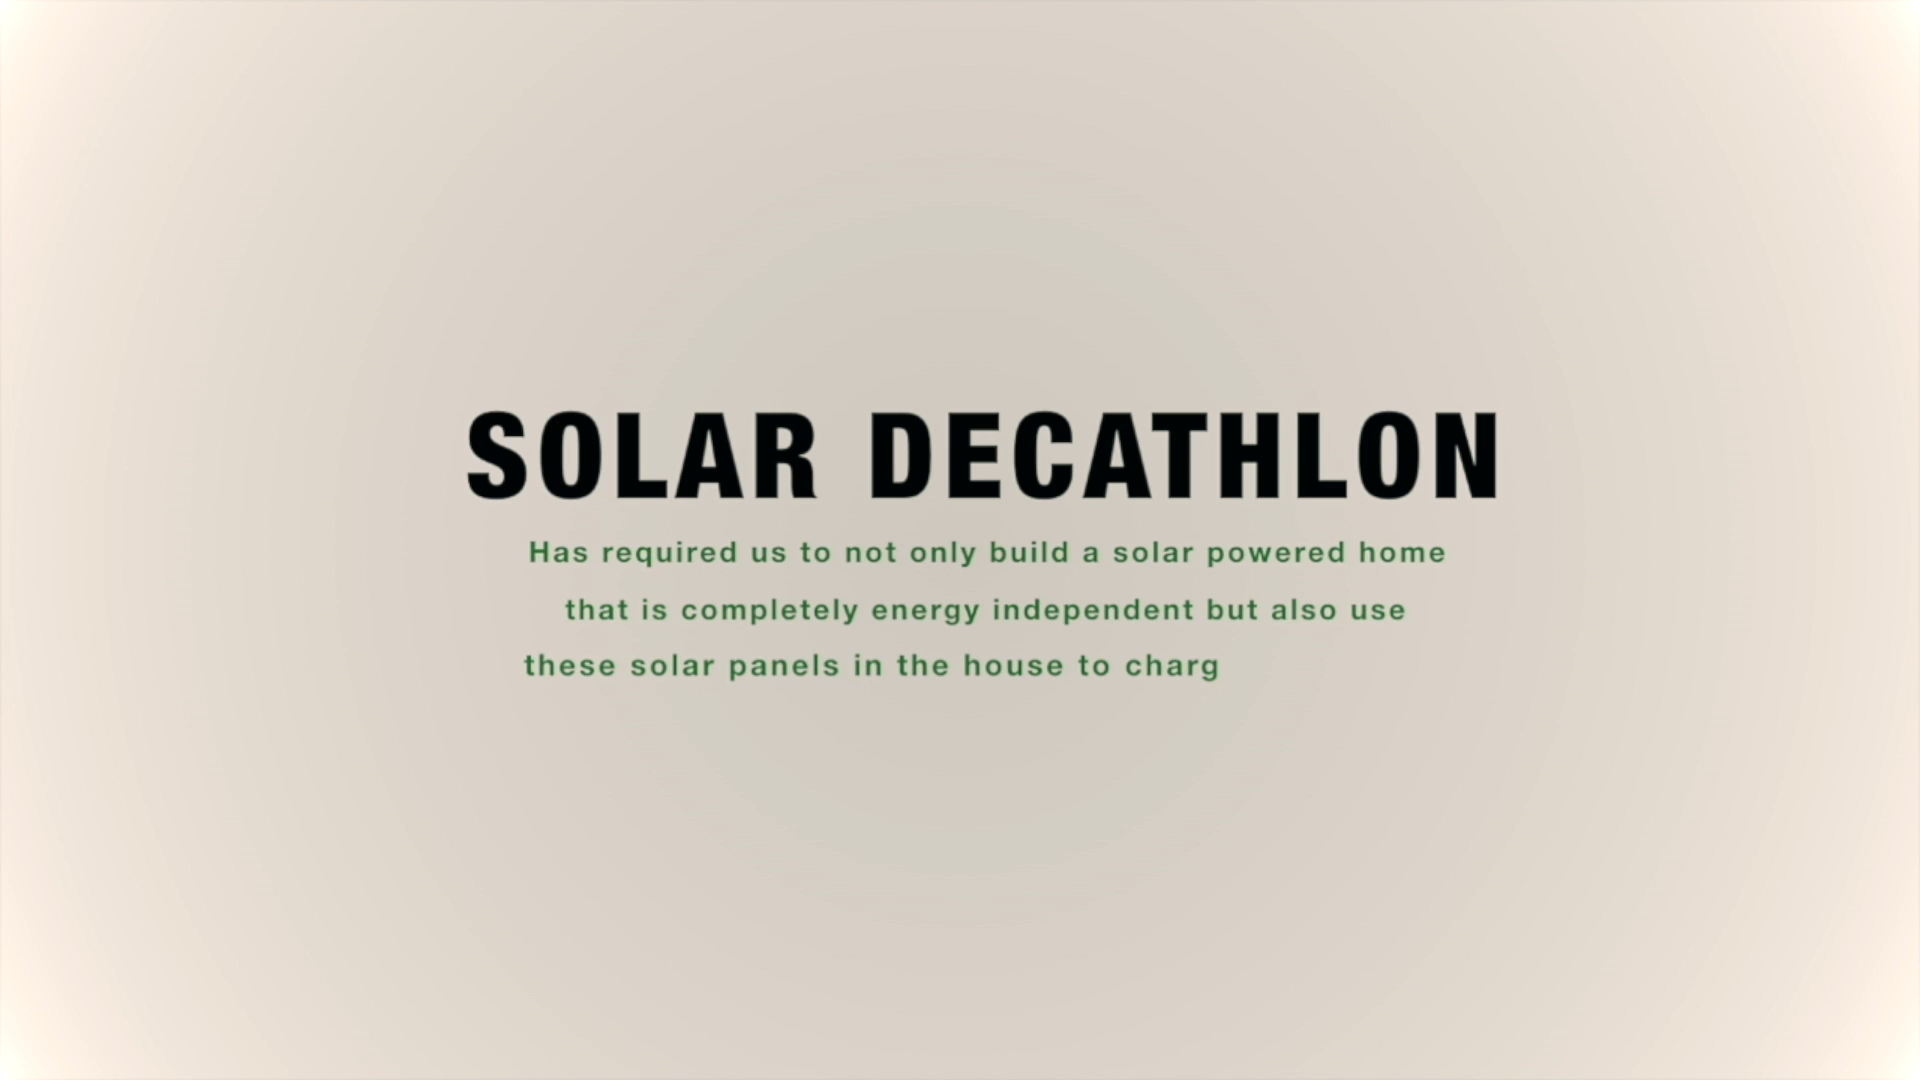 SOLAR DECATHLON
Has required us to not only build a solar powered home
that is completely energy independent but also use
these solar panels in the house to charg